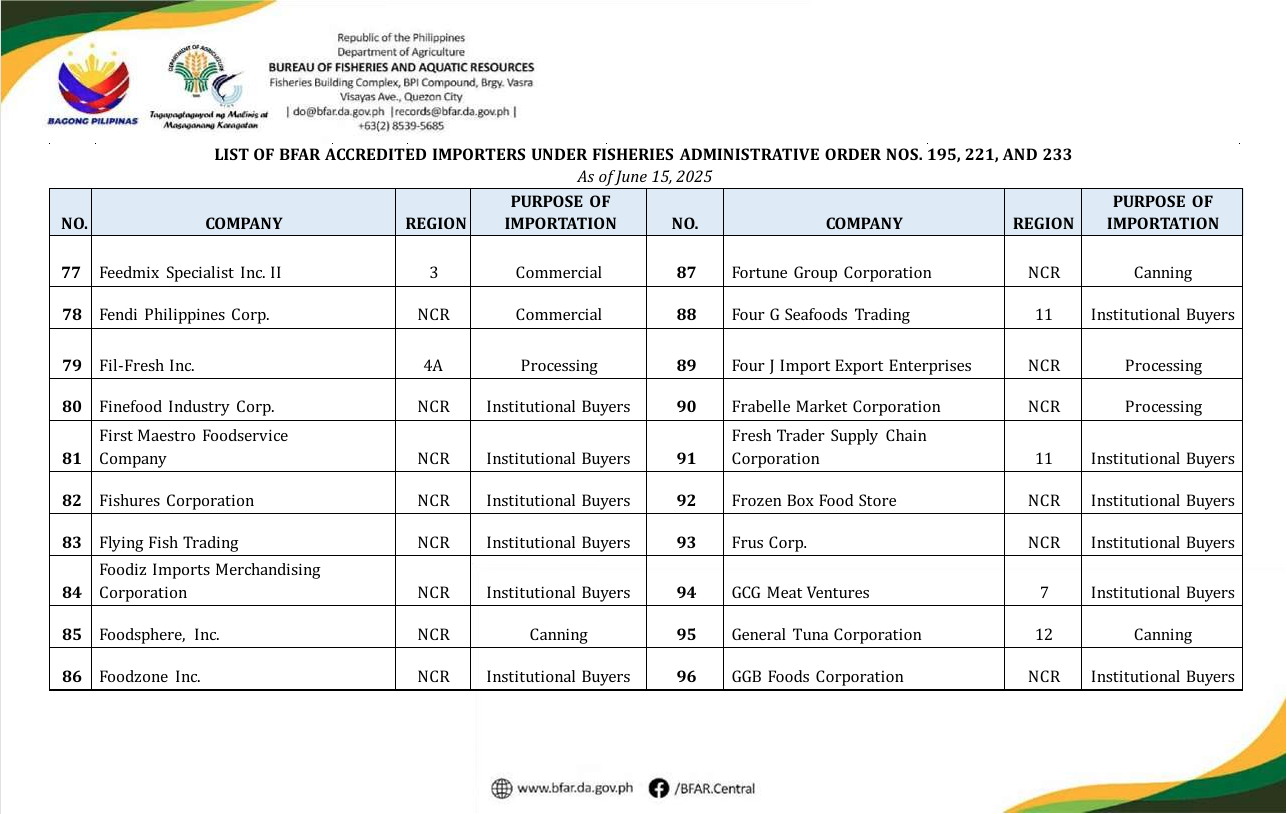 Republic of the Philippines
Department of Agriculture
BUREAU OF FISHERIES AND AQUATIC RESOURCES
Fisheries Building Complex, BPI Compound, Brgy. Vasra
Visayas Ave., Quezon City
| do@bfar.da.gov.ph |records@bfar.da.gov.ph |
+63(2) 8539-5685
BAGONG PILIPINAS
DEPARTMENT OF AGRICULTURE
Tagapagtaguyod ng Malinis at
Masaganang Karagatan
LIST OF BFAR ACCREDITED IMPORTERS UNDER FISHERIES ADMINISTRATIVE ORDER NOS. 195, 221, AND 233
As of June 15, 2025
NO. COMPANY REGION PURPOSE OF IMPORTATION NO. COMPANY REGION PURPOSE OF IMPORTATION
77 Feedmix Specialist Inc. II 3 Commercial 87 Fortune Group Corporation NCR Canning
78 Fendi Philippines Corp. NCR Commercial 88 Four G Seafoods Trading 11 Institutional Buyers
79 Fil-Fresh Inc. 4A Processing 89 Four J Import Export Enterprises NCR Processing
80 Finefood Industry Corp. NCR Institutional Buyers 90 Frabelle Market Corporation NCR Processing
81 First Maestro Foodservice Company NCR Institutional Buyers 91 Fresh Trader Supply Chain Corporation 11 Institutional Buyers
82 Fishures Corporation NCR Institutional Buyers 92 Frozen Box Food Store NCR Institutional Buyers
83 Flying Fish Trading NCR Institutional Buyers 93 Frus Corp. NCR Institutional Buyers
84 Foodiz Imports Merchandising Corporation NCR Institutional Buyers 94 GCG Meat Ventures 7 Institutional Buyers
85 Foodsphere, Inc. NCR Canning 95 General Tuna Corporation 12 Canning
86 Foodzone Inc. NCR Institutional Buyers 96 GGB Foods Corporation NCR Institutional Buyers
www.bfar.da.gov.ph /BFAR.Central